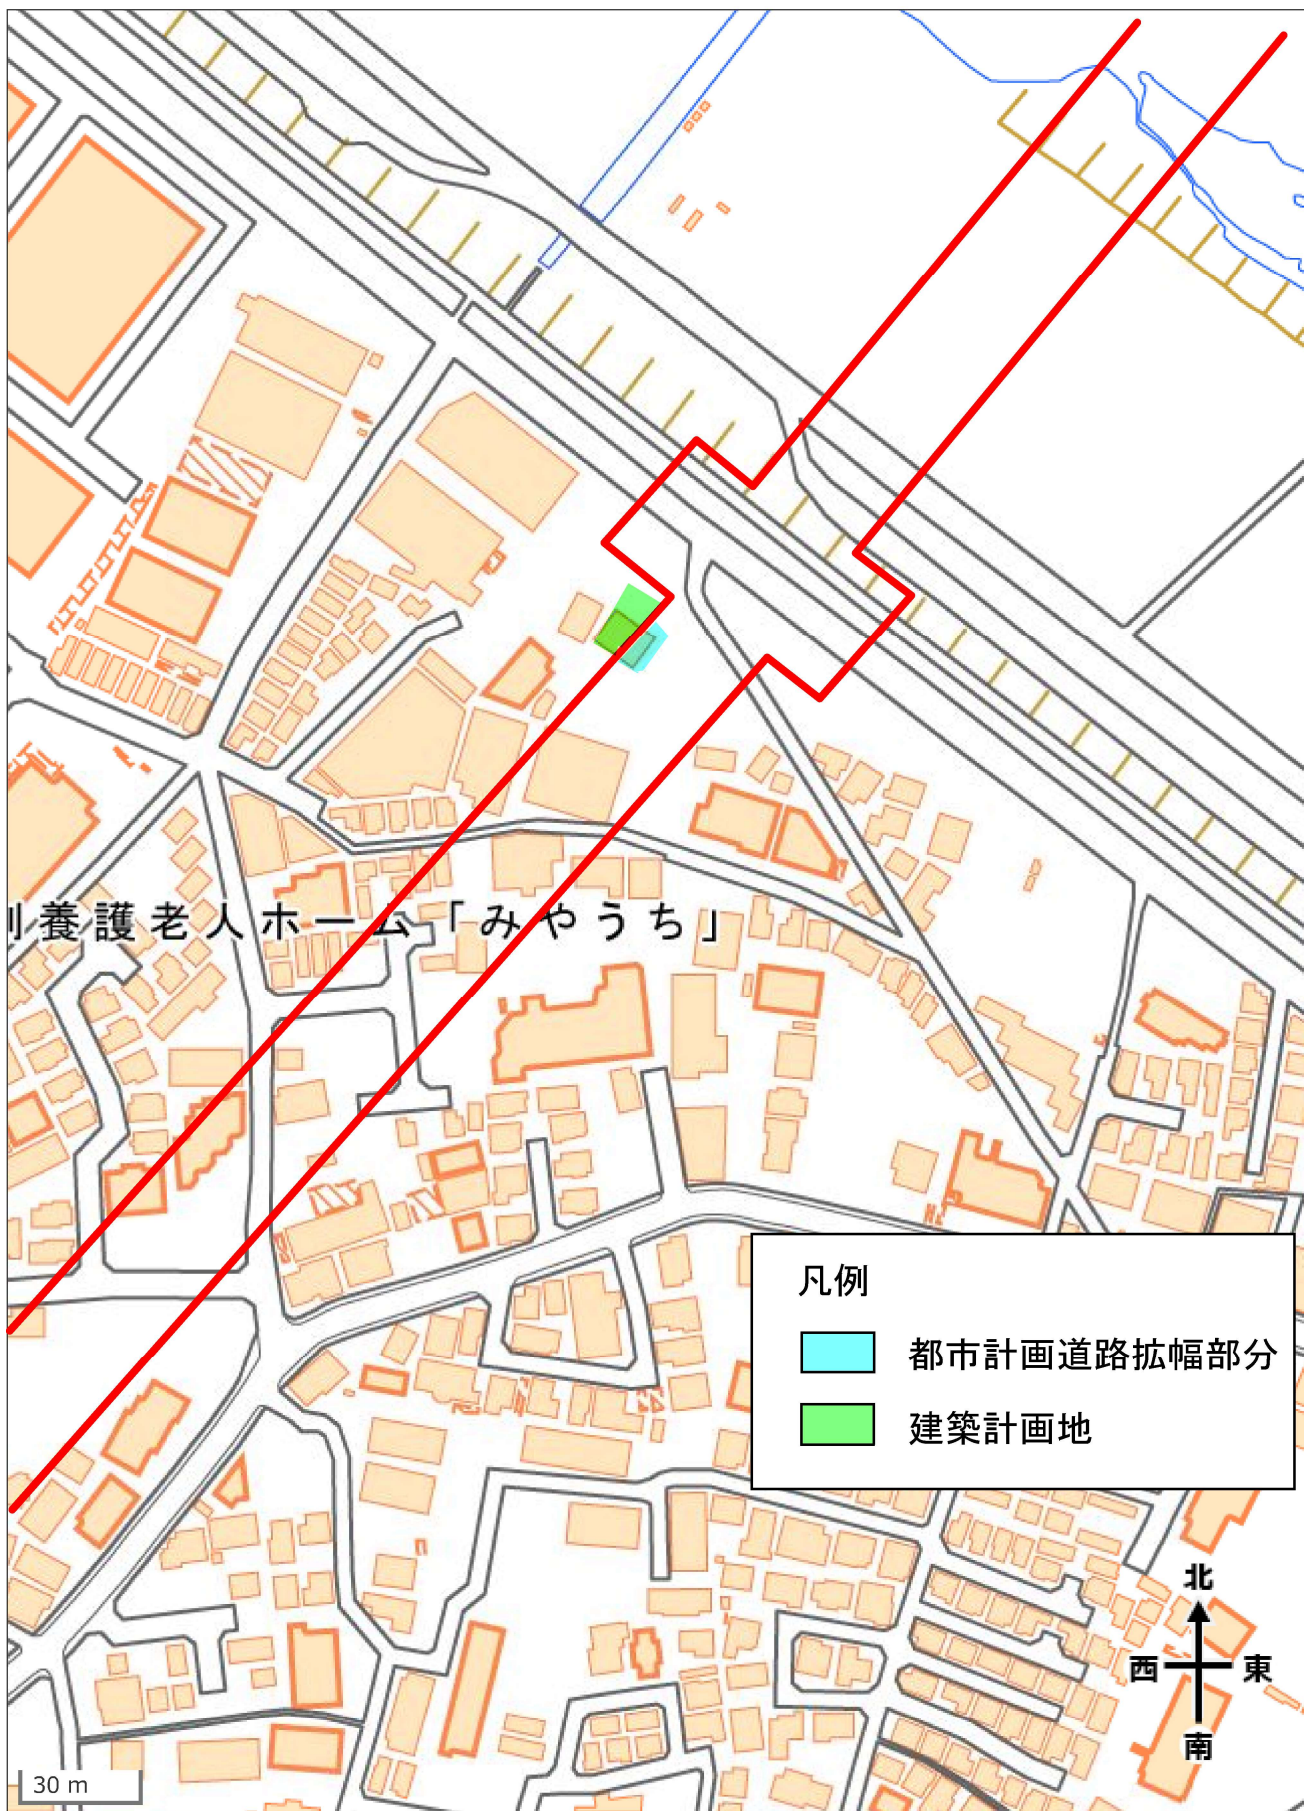 養護老人ホーム「みやうち」
凡例
都市計画道路拡幅部分
建築計画地
北
西 東
南
30 m